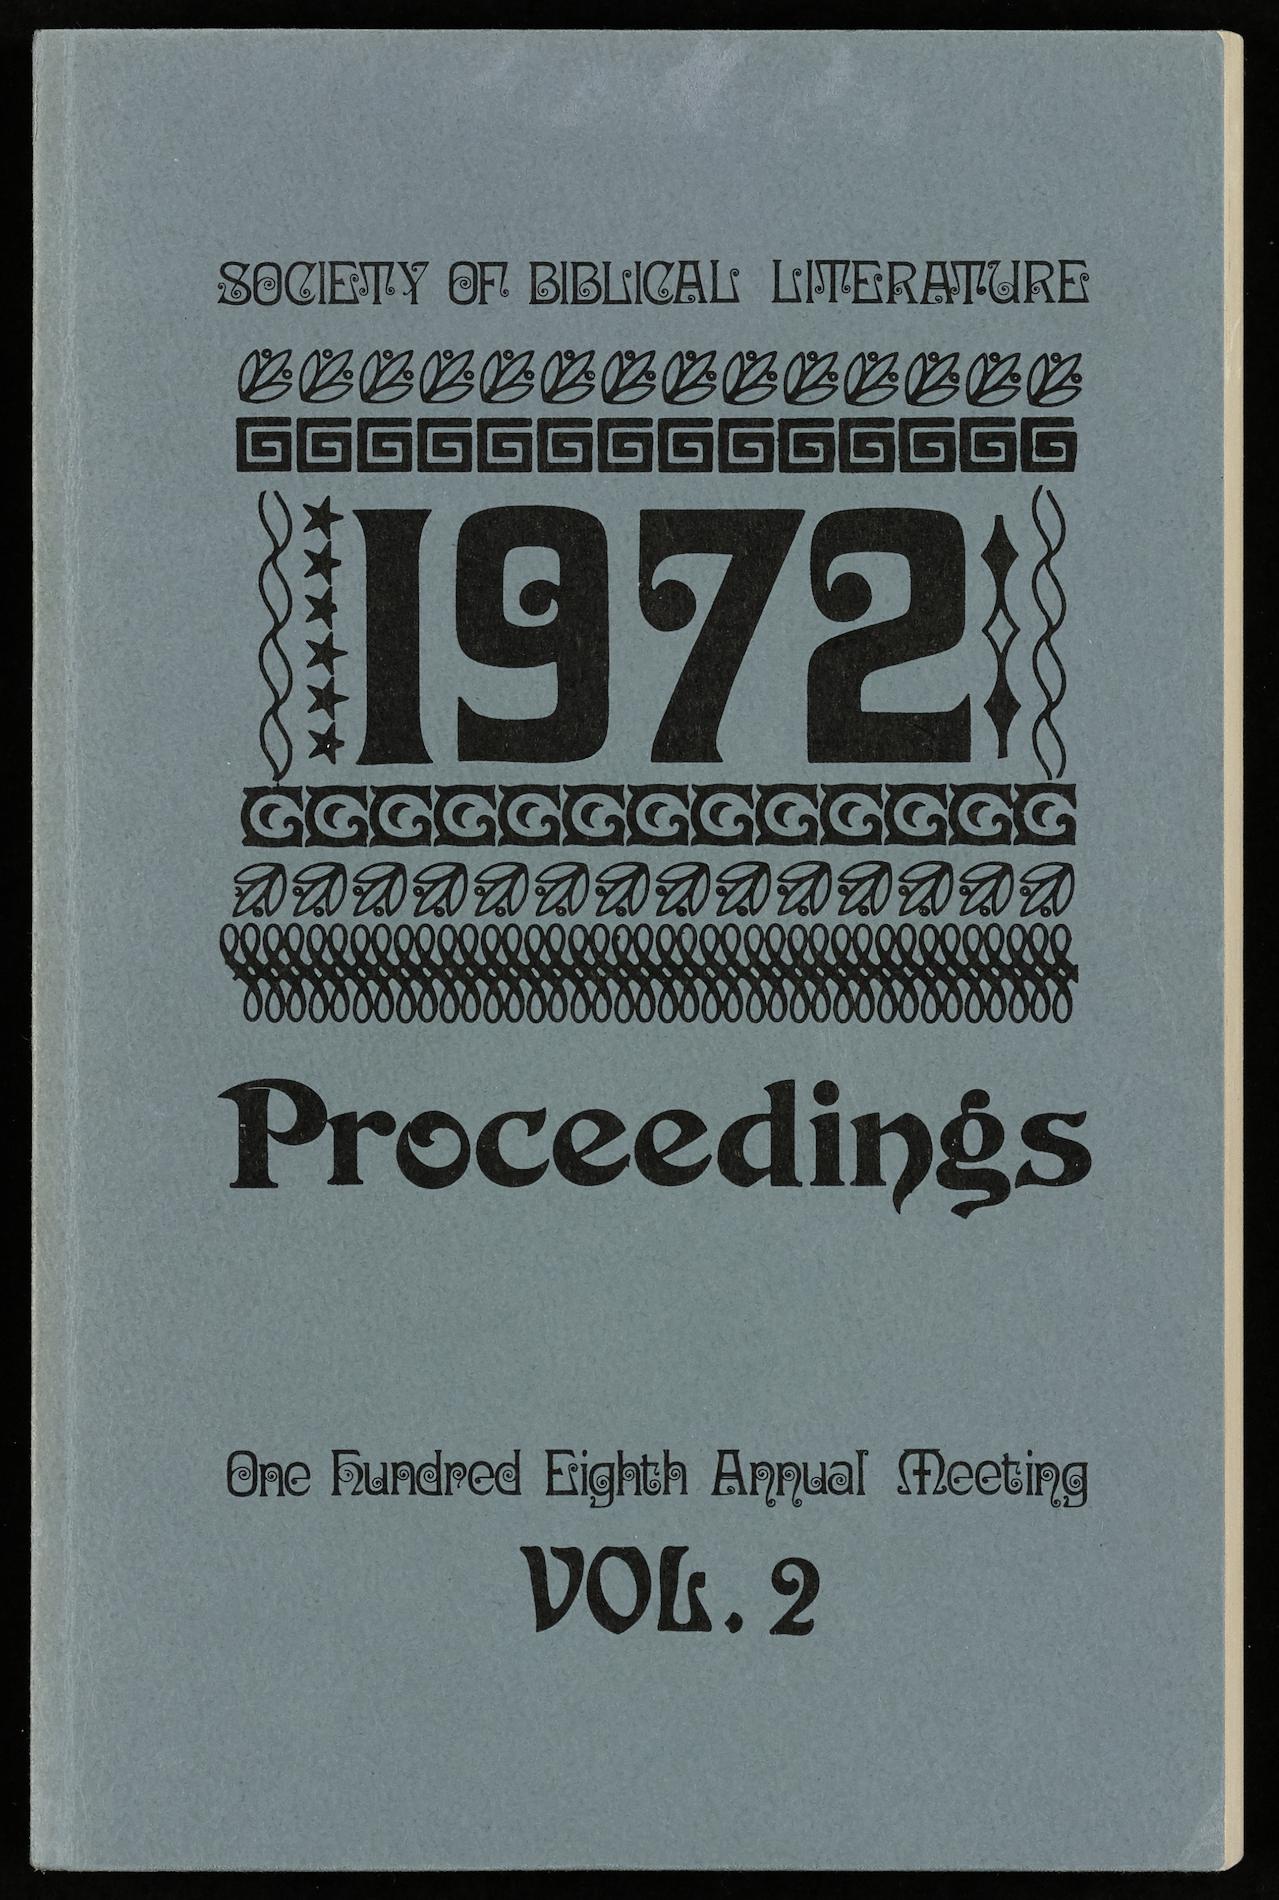 SOCIETY OF BIBLICAL LITERATURE
1972
Proceedings
One Hundred Eighth Annual Meeting
VOL. 2